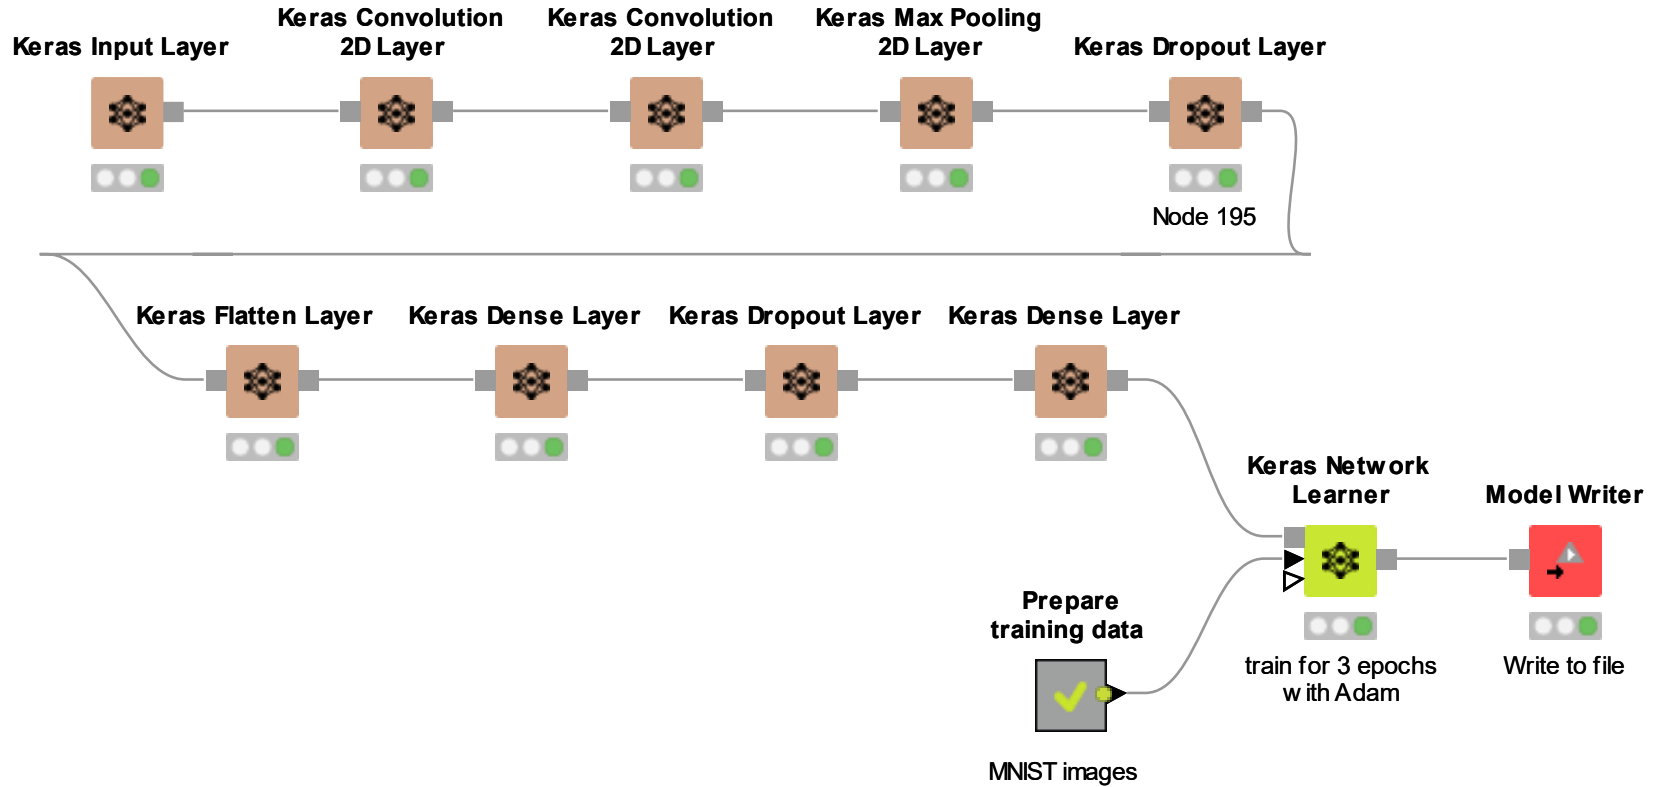 Keras Input Layer
Keras Convolution
2D Layer
Keras Convolution
2D Layer
Keras Max Pooling
2D Layer
Keras Dropout Layer
Node 195
Keras Flatten Layer
Keras Dense Layer
Keras Dropout Layer
Keras Dense Layer
Keras Network
Learner
train for 3 epochs
with Adam
Model Writer
Write to file
Prepare
training data
MNIST images